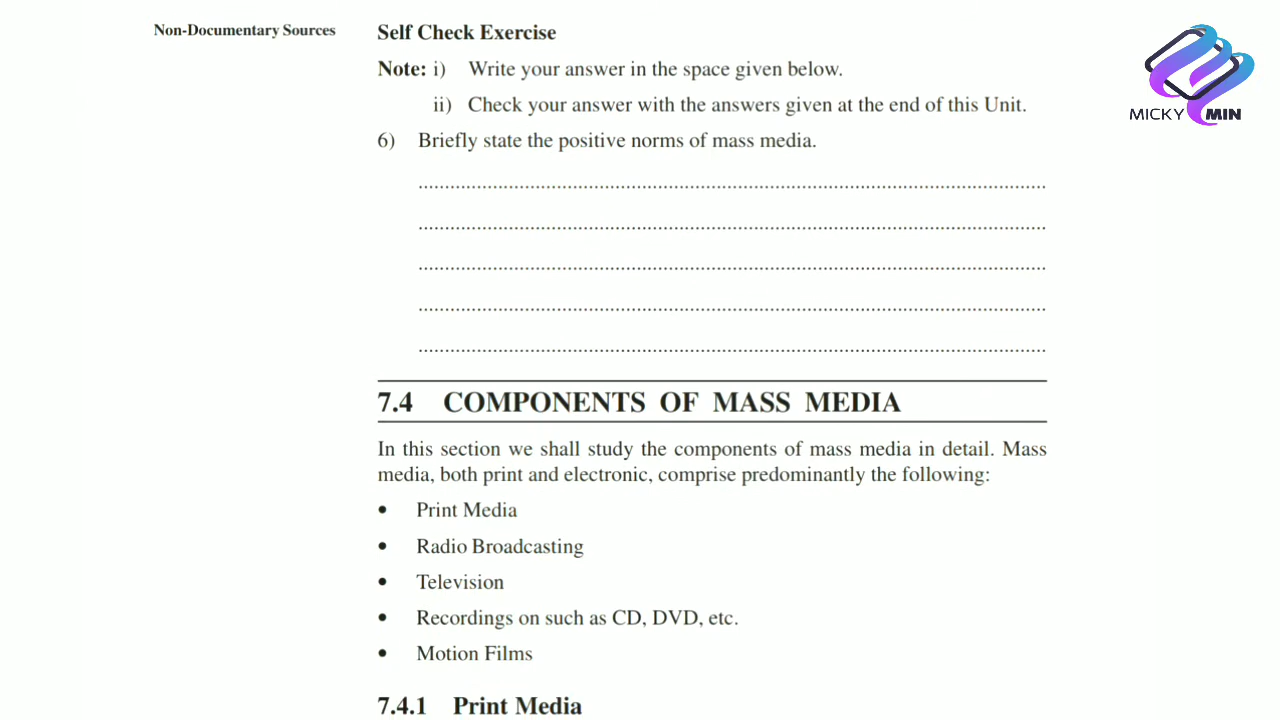 Non-Documentary Sources
Self Check Exercise
Note: i) Write your answer in the space given below.
ii) Check your answer with the answers given at the end of this Unit.
6) Briefly state the positive norms of mass media.
................................................................................................................................
................................................................................................................................
................................................................................................................................
................................................................................................................................
................................................................................................................................
7.4 COMPONENTS OF MASS MEDIA
In this section we shall study the components of mass media in detail. Mass
media, both print and electronic, comprise predominantly the following:
• Print Media
• Radio Broadcasting
• Television
• Recordings on such as CD, DVD, etc.
• Motion Films
7.4.1 Print Media
MICKY MIN